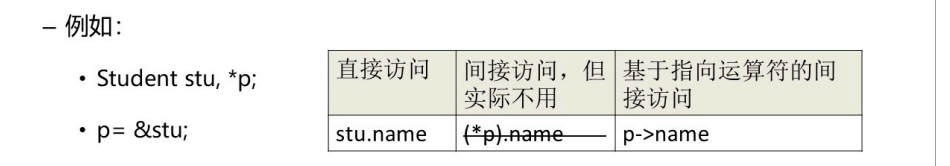 – 例如：
• Student stu, *p;
• p= &stu;
直接访问
间接访问，但
实际不用
基于指向运算符的间
接访问
stu.name
(*p).name
p->name